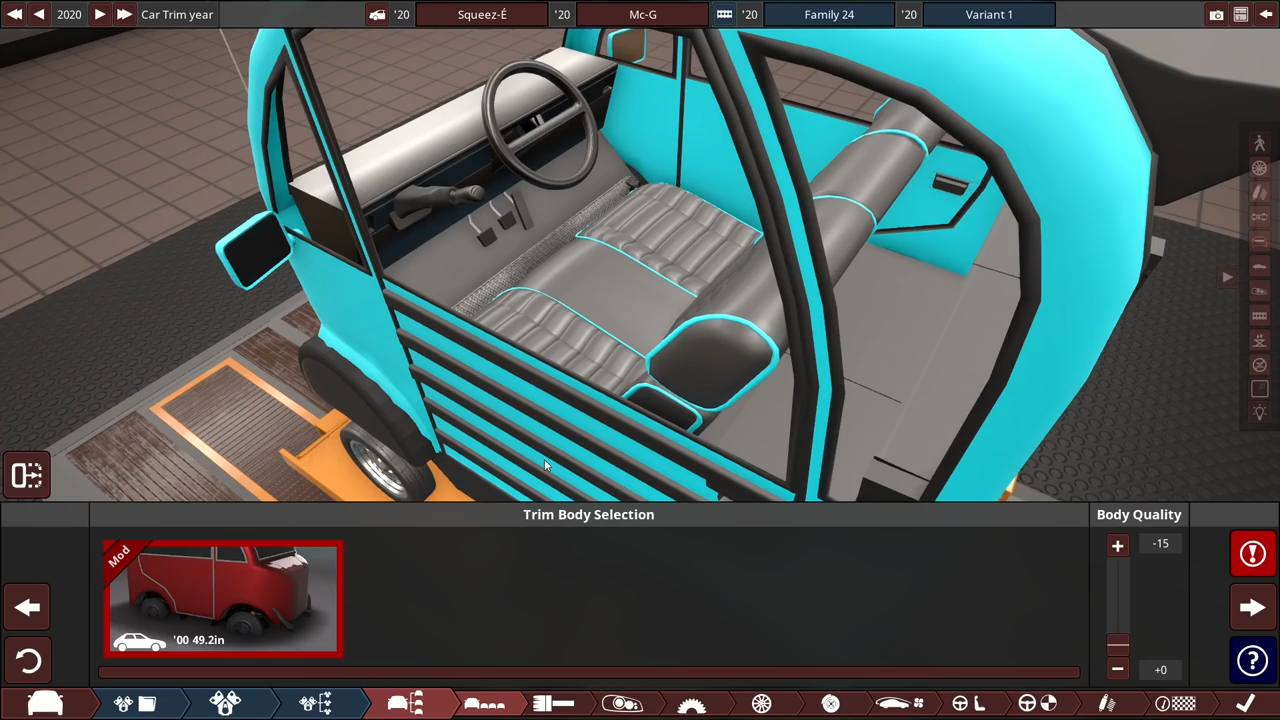 2020 Car Trim year '20 Squeez-É '20 Mc-G '20 Family 24 '20 Variant 1
Trim Body Selection
Body Quality
Mod
'00 49.2in
+
-15
-
+0